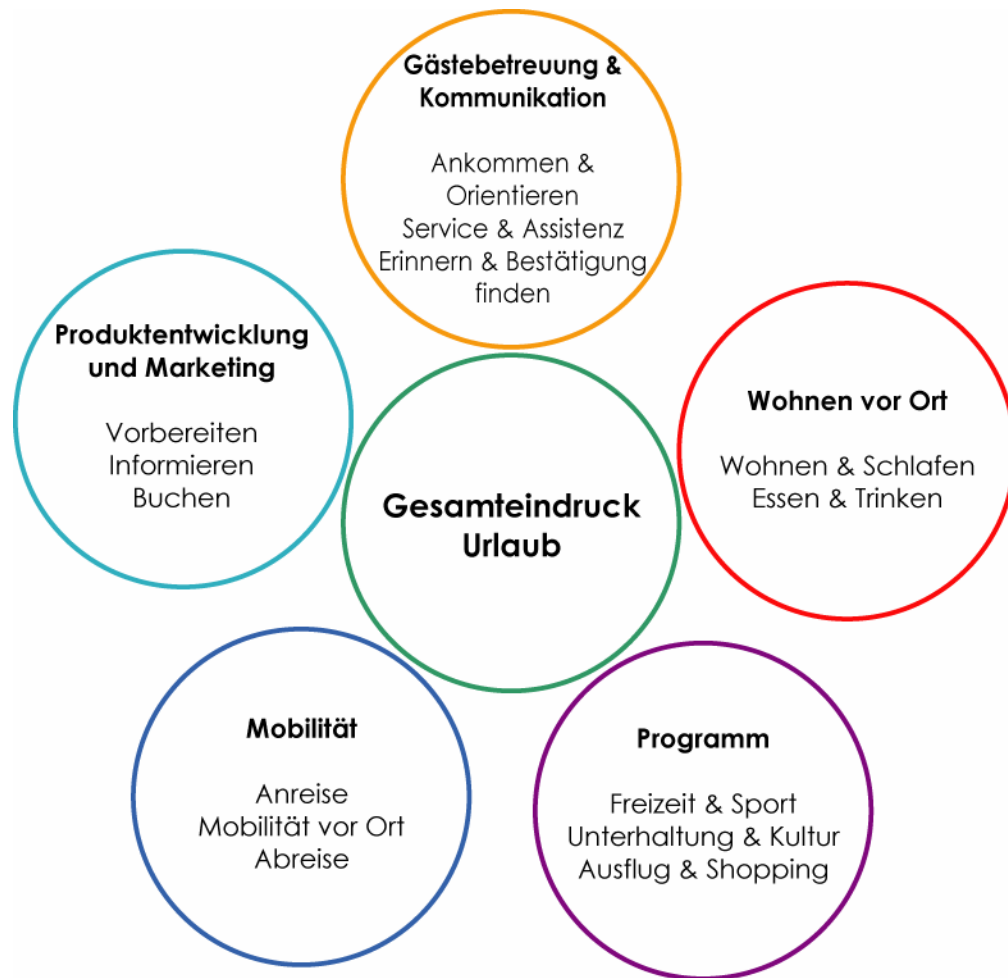 Gästebetreuung &
Kommunikation
Ankommen &
Orientieren
Service & Assistenz
Erinnern & Bestätigung
finden
Produktentwicklung
und Marketing
Vorbereiten
Informieren
Buchen
Wohnen vor Ort
Wohnen & Schlafen
Essen & Trinken
Gesamteindruck
Urlaub
Mobilität
Anreise
Mobilität vor Ort
Abreise
Programm
Freizeit & Sport
Unterhaltung & Kultur
Ausflug & Shopping